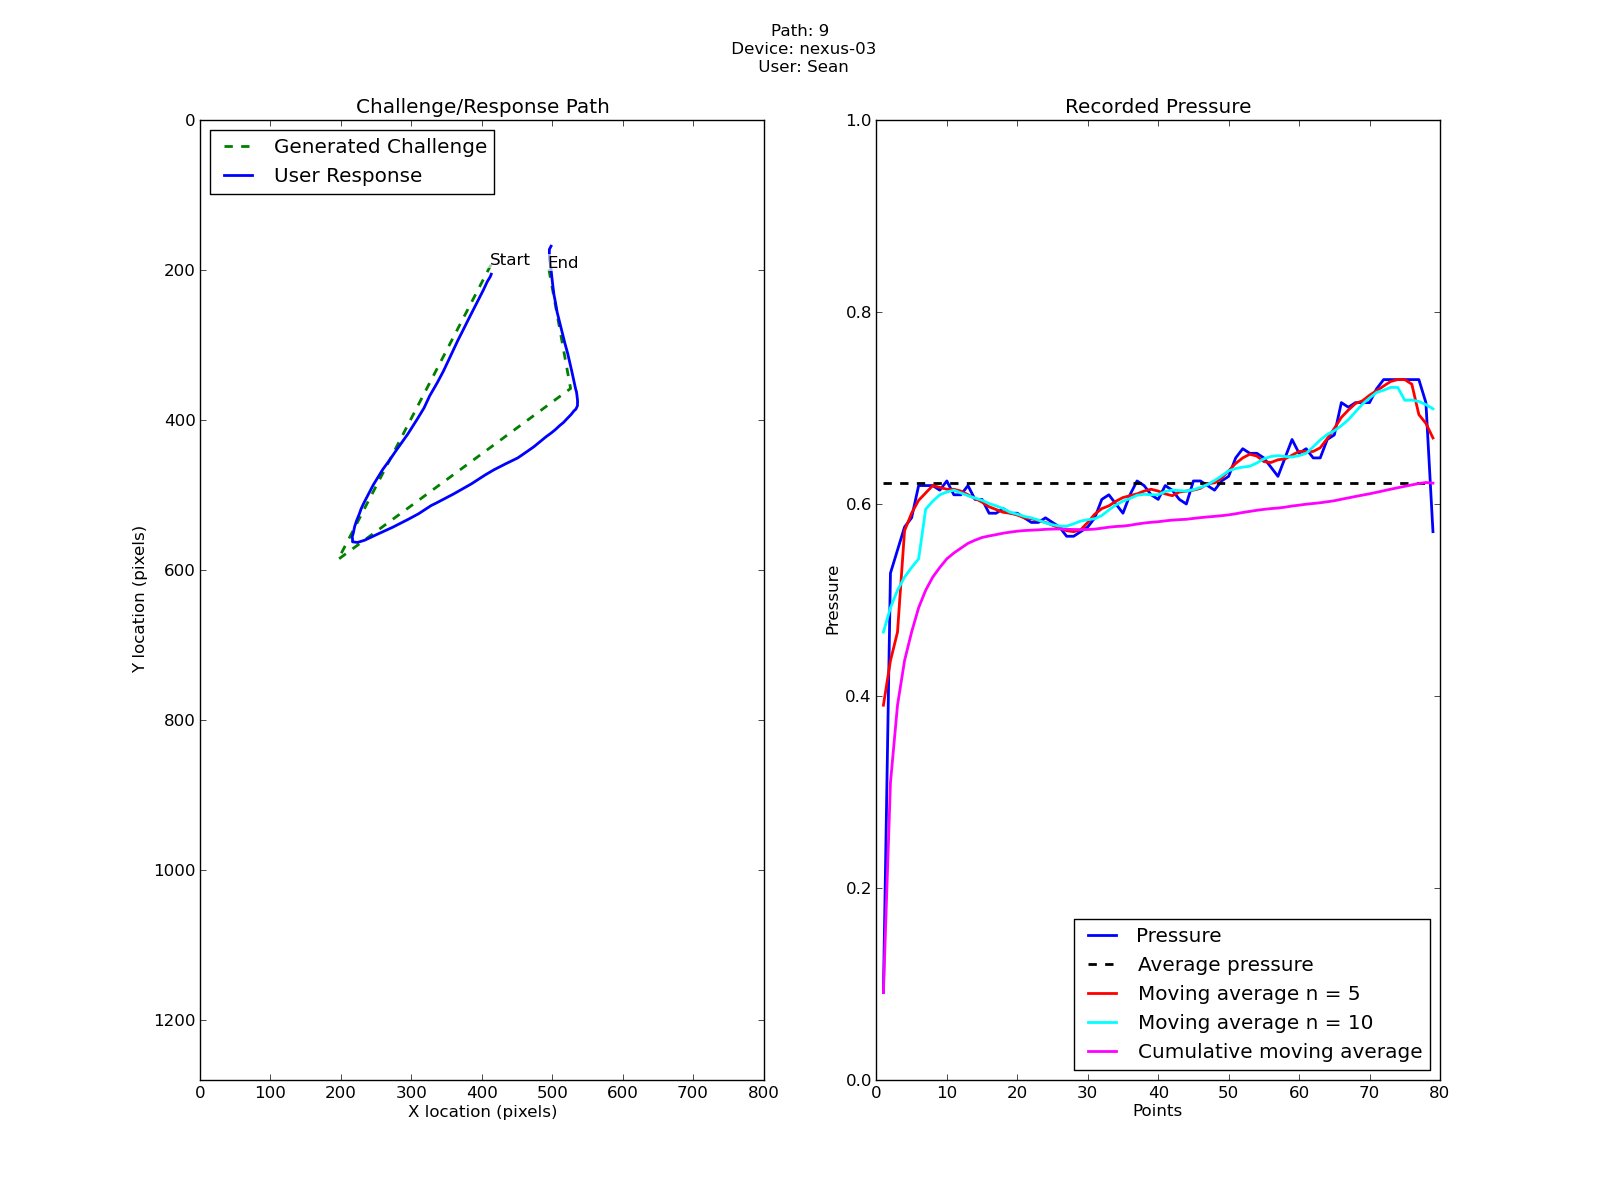 Path: 9
Device: nexus-03
User: Sean
Challenge/Response Path
Generated Challenge
User Response
Start
End
0
200
400
600
800
1000
1200
Y location (pixels)
0 100 200 300 400 500 600 700 800
X location (pixels)
Recorded Pressure
1.0
0.8
0.6
0.4
0.2
0.0
Pressure
Pressure
Average pressure
Moving average n = 5
Moving average n = 10
Cumulative moving average
0 10 20 30 40 50 60 70 80
Points